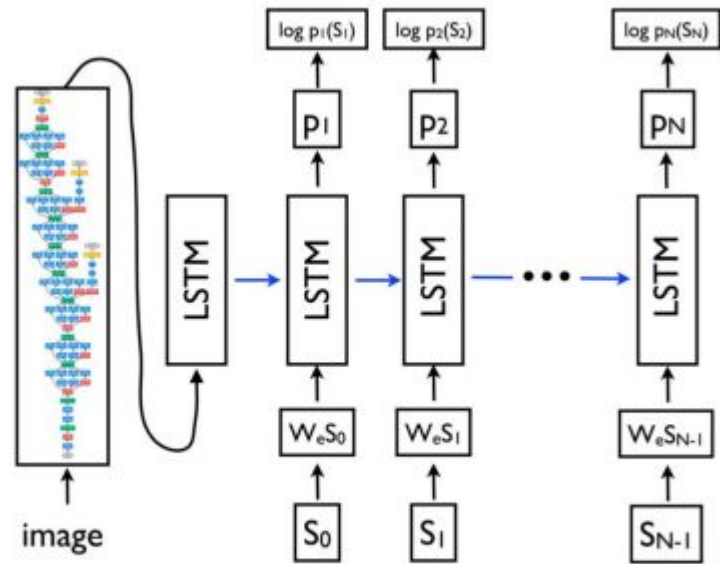 log p₁(S₁) log p₂(S₂) log pN(SN)
p₁ p₂ pN
LSTM LSTM LSTM ••• LSTM
WeS₀ WeS₁ WeSN-1
image S₀ S₁ SN-1